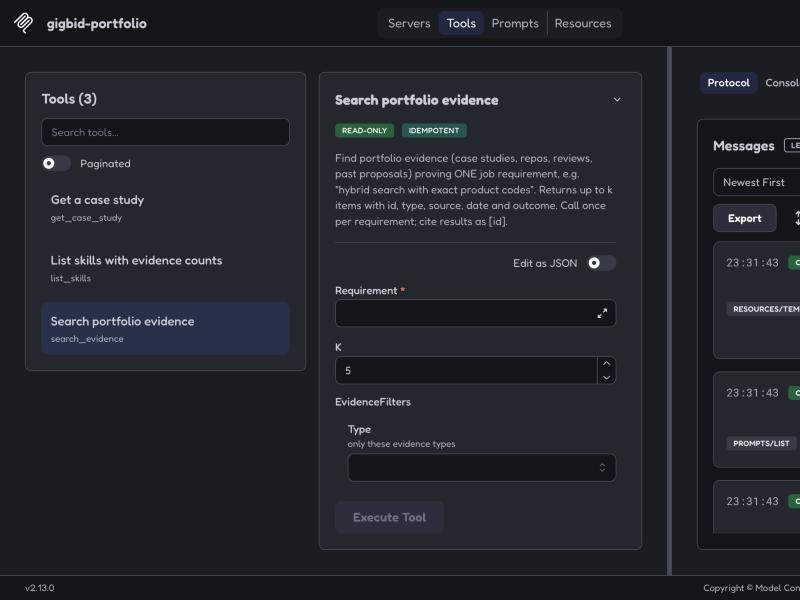 gigbid-portfolio
Servers
Tools
Prompts
Resources
Tools (3)
Search tools...
Paginated
Get a case study
get_case_study
List skills with evidence counts
list_skills
Search portfolio evidence
search_evidence
Search portfolio evidence
READ-ONLY
IDEMPOTENT
Find portfolio evidence (case studies, repos, reviews,
past proposals) proving ONE job requirement, e.g.
"hybrid search with exact product codes". Returns up to k
items with id, type, source, date and outcome. Call once
per requirement; cite results as [id].
Edit as JSON
Requirement *
K
5
EvidenceFilters
Type
only these evidence types
Execute Tool
Protocol
Messages
Newest First
Export
23:31:43
23:31:43
PROMPTS/LIST
23:31:43
v2.13.0
Copyright © Model